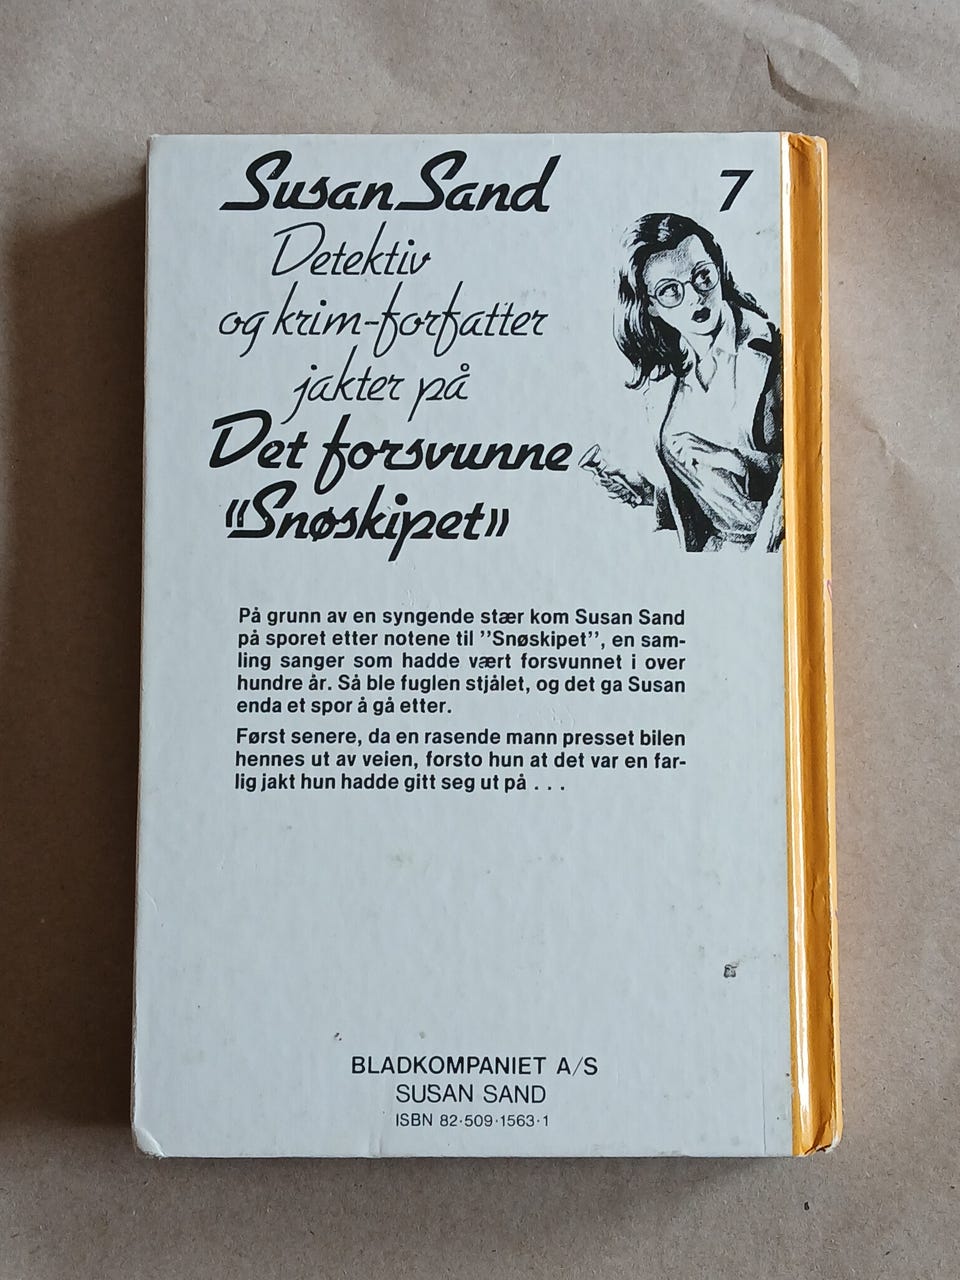 Susan Sand
7
Detektiv
og krim-forfatter
jakter på
Det forsvunne
«Snøskipet»
På grunn av en syngende stær kom Susan Sand
på sporet etter notene til ”Snøskipet”, en sam-
ling sanger som hadde vært forsvunnet i over
hundre år. Så ble fuglen stjålet, og det ga Susan
enda et spor å gå etter.
Først senere, da en rasende mann presset bilen
hennes ut av veien, forsto hun at det var en far-
lig jakt hun hadde gitt seg ut på . . .
BLADKOMPANIET A/S
SUSAN SAND
ISBN 82·509·1563·1